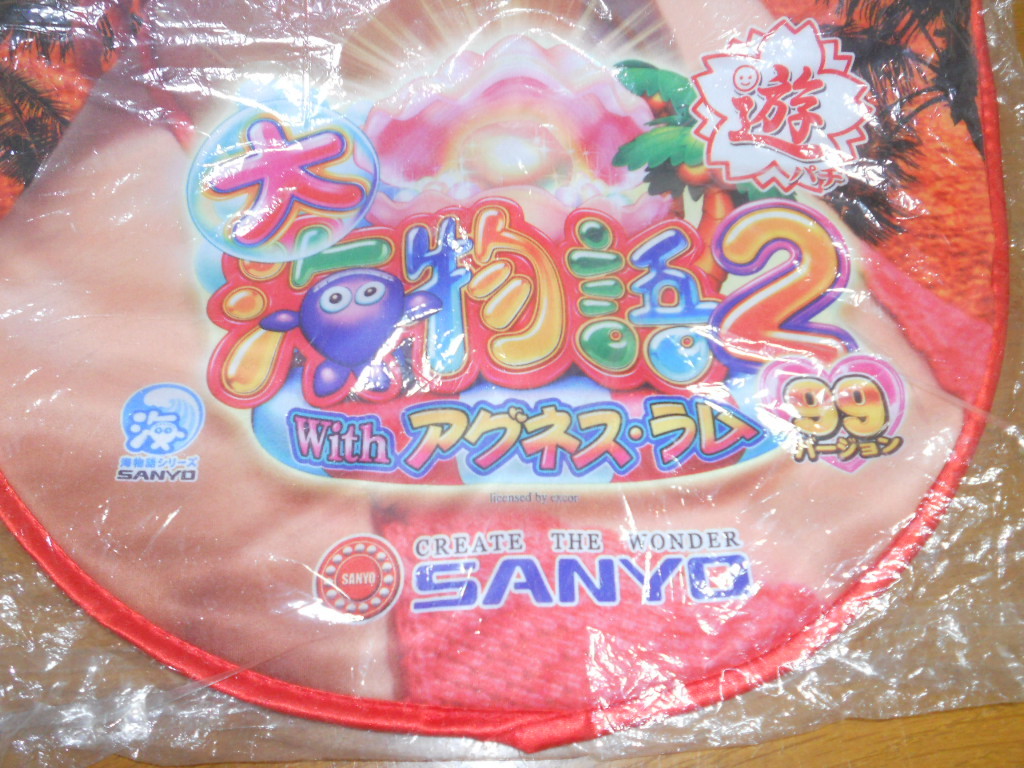 遊
パチ
大
海物語2
With アグネス・ラム
99
バージョン
海
海物語シリーズ
SANYO
licensed by excor
SANYO
CREATE THE WONDER
SANYO